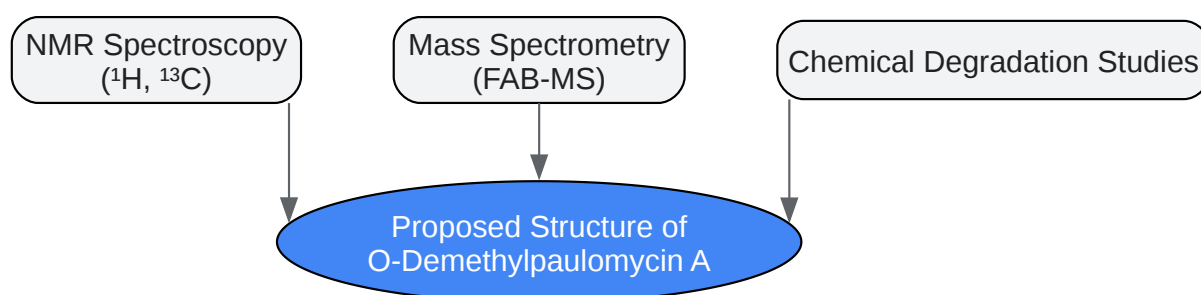 NMR Spectroscopy
(¹H, ¹³C)
Mass Spectrometry
(FAB-MS)
Chemical Degradation Studies
Proposed Structure of
O-Demethylpaulomycin A